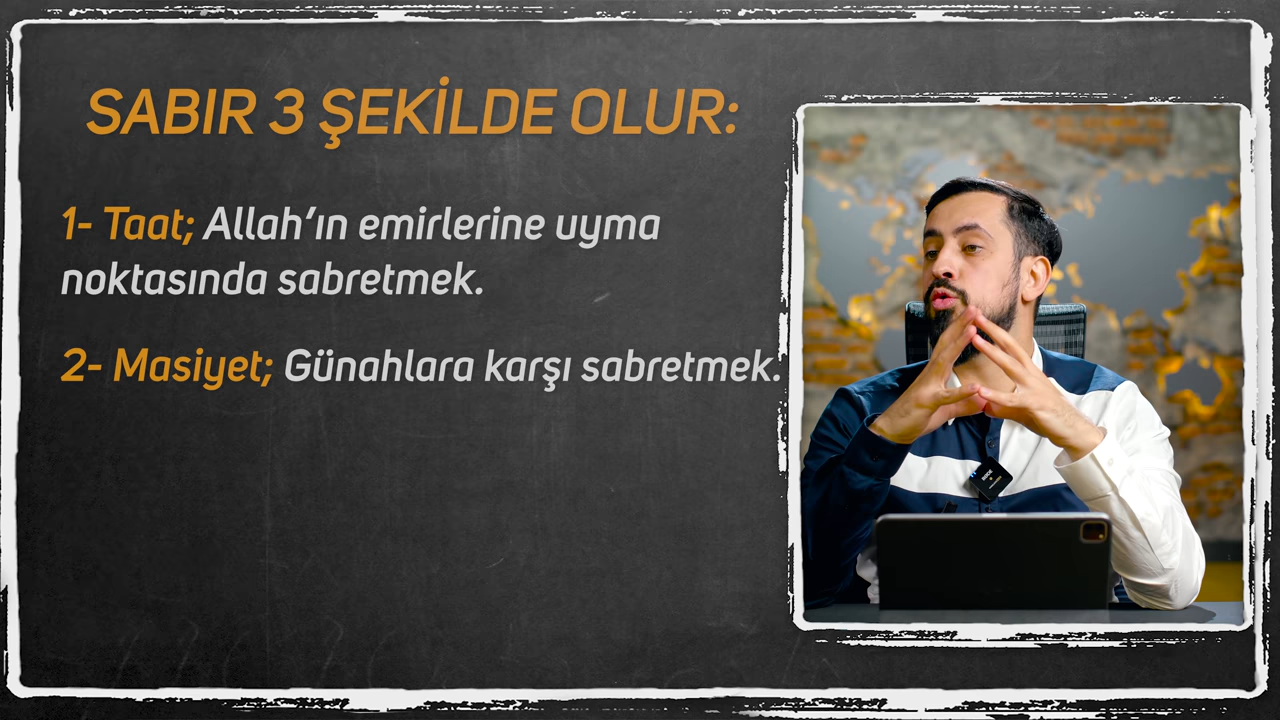 SABIR 3 ŞEKİLDE OLUR:
1- Taat; Allah'ın emirlerine uyma
noktasında sabretmek.
2- Masiyet; Günahlara karşı sabretmek.